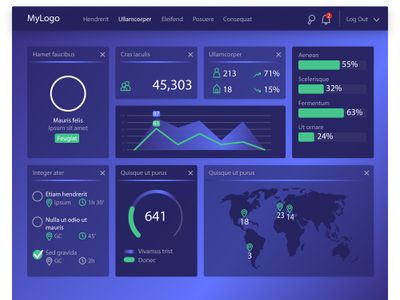 MyLogo Hendrerit Ullamcorper Eleifend Posuere Consequat 2 Log Out
Hamet faucibus
Mauris felis
Ipsum sit amet
Feugiat
Cras iaculis
45,303
Ullamcorper
213 71%
18 15%
Aenean
55%
Scelerisque
32%
Fermentum
63%
Ut ornare
24%
Integer ater
Etiam hendrerit
Ipsum 1h 30'
Nulla ut odio ut
mauris
GC 45'
Sed gravida
GC 2h
Quisque ut purus
641
Vivamus trist
Donec
Quisque ut purus
18
23
14
3